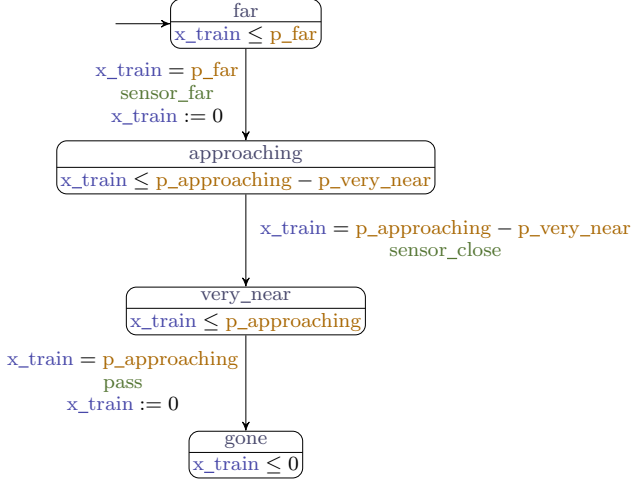 far
x_train ≤ p_far
x_train = p_far
sensor_far
x_train := 0
approaching
x_train ≤ p_approaching − p_very_near
x_train = p_approaching − p_very_near
sensor_close
very_near
x_train ≤ p_approaching
x_train = p_approaching
pass
x_train := 0
gone
x_train ≤ 0